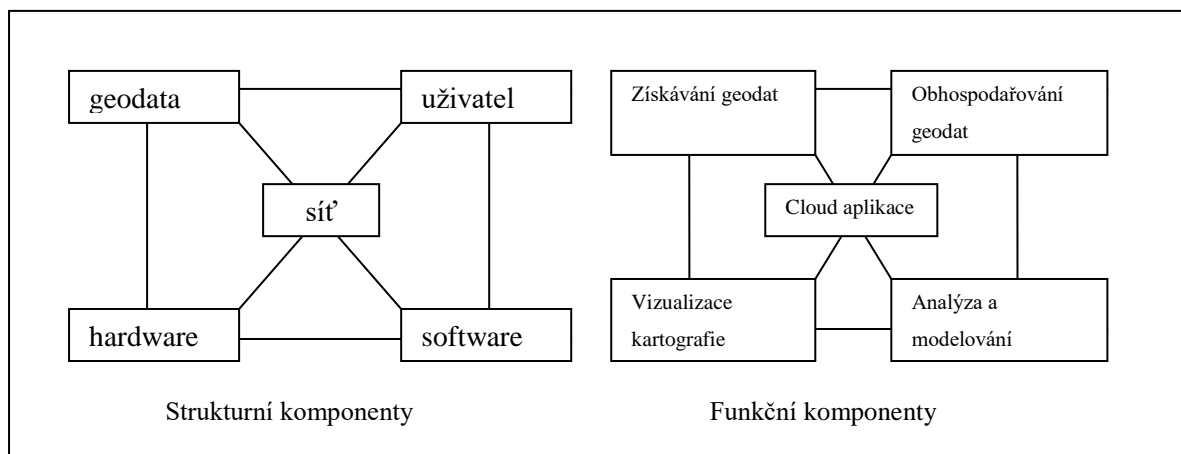 geodata
uživatel
síť
hardware
software
Strukturní komponenty
Získávání geodat
Obhospodařování
geodat
Cloud aplikace
Vizualizace
kartografie
Analýza a
modelování
Funkční komponenty